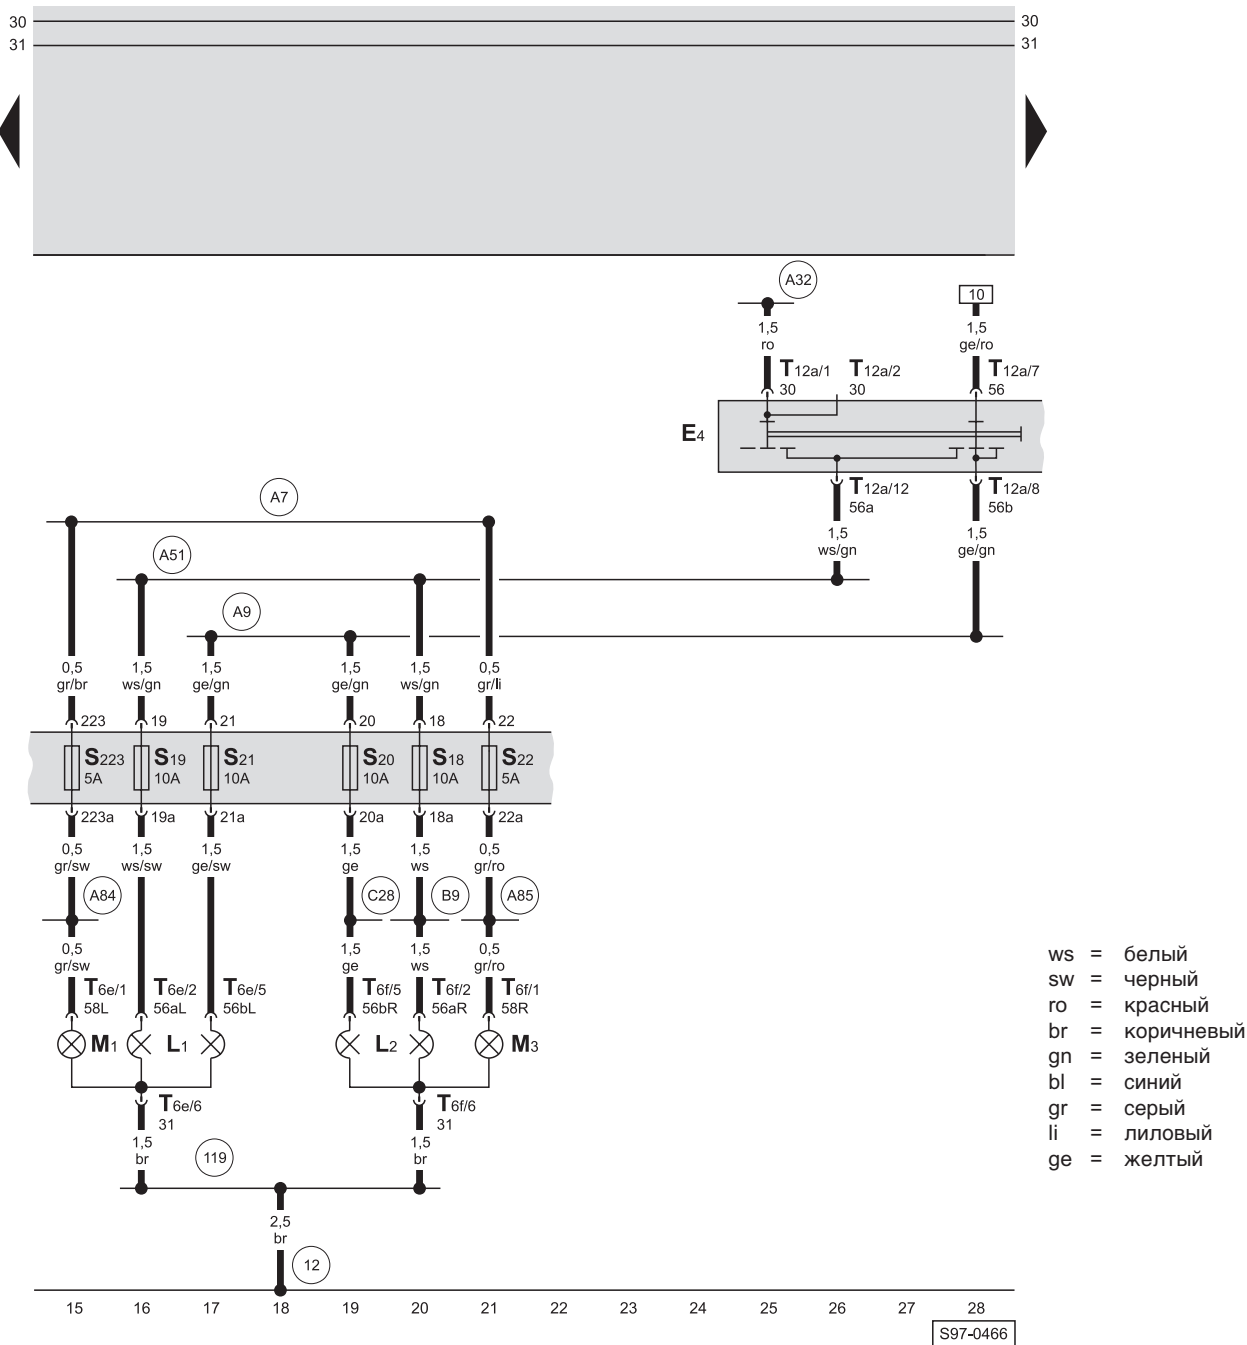 30 30
31 31
A32 10
1,5 1,5
ro ge/ro
T12a/1 T12a/2 T12a/7
30 30 56
E4
T12a/12 T12a/8
56a 56b
A7
1,5 1,5
ws/gn ge/gn
A51
A9
0,5 1,5 1,5 1,5 1,5 0,5
gr/br ws/gn ge/gn ge/gn ws/gn gr/li
223 19 21 20 18 22
S223 S19 S21 S20 S18 S22
5A 10A 10A 10A 10A 5A
223a 19a 21a 20a 18a 22a
0,5 1,5 1,5 1,5 1,5 0,5
gr/sw ws/sw ge/sw ge ws gr/ro
A84 C28 B9 A85
0,5 1,5 1,5 0,5
gr/sw ge ws gr/ro
T6e/1 T6e/2 T6e/5 T6f/5 T6f/2 T6f/1
58L 56aL 56bL 56bR 56aR 58R
M1 L1 L2 M3
T6e/6 T6f/6
31 31
1,5 1,5
br br
119
2,5
br
12
15 16 17 18 19 20 21 22 23 24 25 26 27 28
S97-0466
ws = белый
sw = черный
ro = красный
br = коричневый
gn = зеленый
bl = синий
gr = серый
li = лиловый
ge = желтый